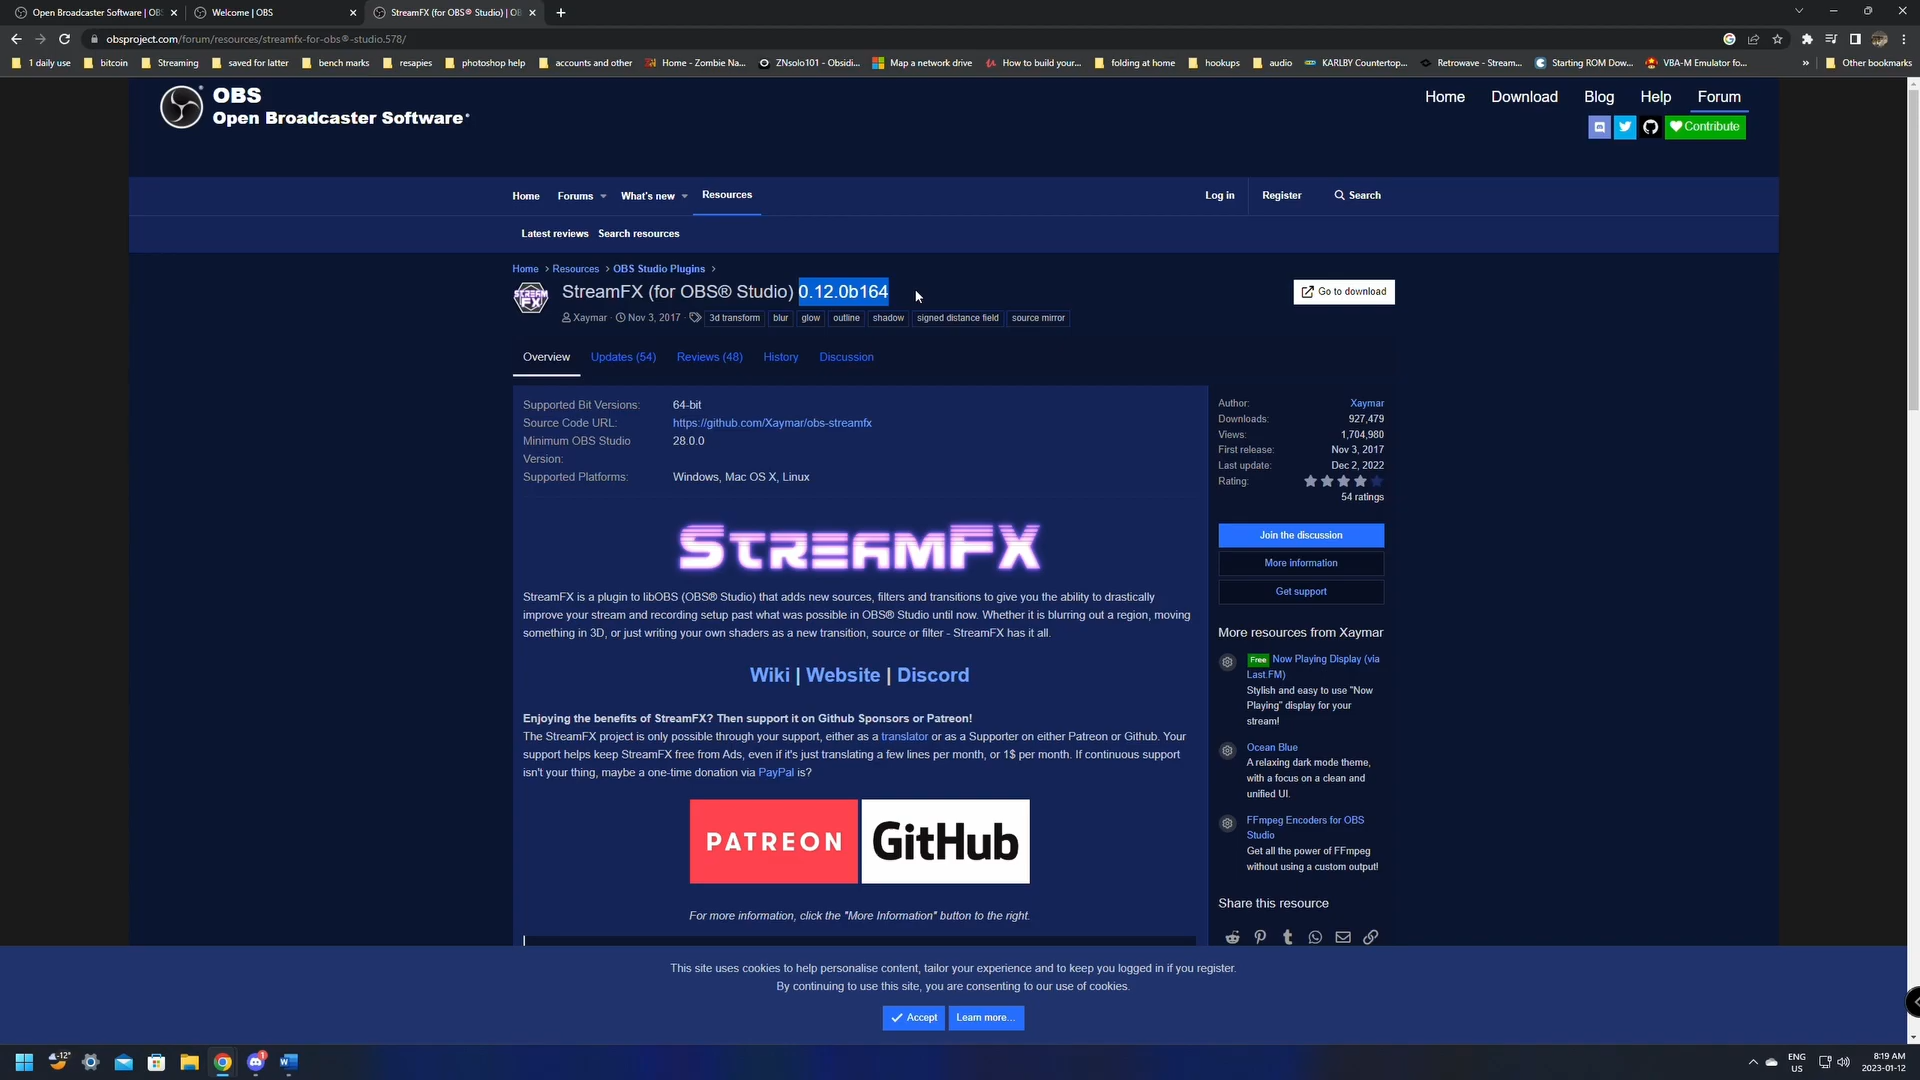 Open Broadcaster Software | OBS
Welcome | OBS
StreamFX (for OBS® Studio) | OB
obsproject.com/forum/resources/streamfx-for-obs®-studio.578/
1 daily use
bitcoin
Streaming
saved for latter
bench marks
resapies
photoshop help
accounts and other
Home - Zombie Na...
ZNsolo101 - Obsidi...
Map a network drive
How to build your...
folding at home
hookups
audio
KARLBY Countertop...
Retrowave - Stream...
Starting ROM Dow...
VBA-M Emulator fo...
»
Other bookmarks
OBS
Open Broadcaster Software
Home Download Blog Help Forum
Contribute
Home Forums What's new Resources
Log in Register Search
Latest reviews Search resources
Home > Resources > OBS Studio Plugins >
STREAM FX
StreamFX (for OBS® Studio) 0.12.0b164
Go to download
Xaymar · Nov 3, 2017 · 3d transform blur glow outline shadow signed distance field source mirror
Overview Updates (54) Reviews (48) History Discussion
Supported Bit Versions: 64-bit
Source Code URL: https://github.com/Xaymar/obs-streamfx
Minimum OBS Studio 28.0.0
Version:
Supported Platforms: Windows, Mac OS X, Linux
STREAMFX
StreamFX is a plugin to libOBS (OBS® Studio) that adds new sources, filters and transitions to give you the ability to drastically
improve your stream and recording setup past what was possible in OBS® Studio until now. Whether it is blurring out a region, moving
something in 3D, or just writing your own shaders as a new transition, source or filter - StreamFX has it all.
Wiki | Website | Discord
Enjoying the benefits of StreamFX? Then support it on Github Sponsors or Patreon!
The StreamFX project is only possible through your support, either as a translator or as a Supporter on either Patreon or Github. Your
support helps keep StreamFX free from Ads, even if it's just translating a few lines per month, or 1$ per month. If continuous support
isn't your thing, maybe a one-time donation via PayPal is?
PATREON GitHub
For more information, click the "More Information" button to the right.
Author: Xaymar
Downloads: 927,479
Views: 1,704,980
First release: Nov 3, 2017
Last update: Dec 2, 2022
Rating:
54 ratings
Join the discussion
More information
Get support
More resources from Xaymar
Free Now Playing Display (via
Last.FM)
Stylish and easy to use "Now
Playing" display for your
stream!
Ocean Blue
A relaxing dark mode theme,
with a focus on a clean and
unified UI.
FFmpeg Encoders for OBS
Studio
Get all the power of FFmpeg
without using a custom output!
Share this resource
This site uses cookies to help personalise content, tailor your experience and to keep you logged in if you register.
By continuing to use this site, you are consenting to our use of cookies.
Accept Learn more...
-12°
1
ENG
US
8:19 AM
2023-01-12